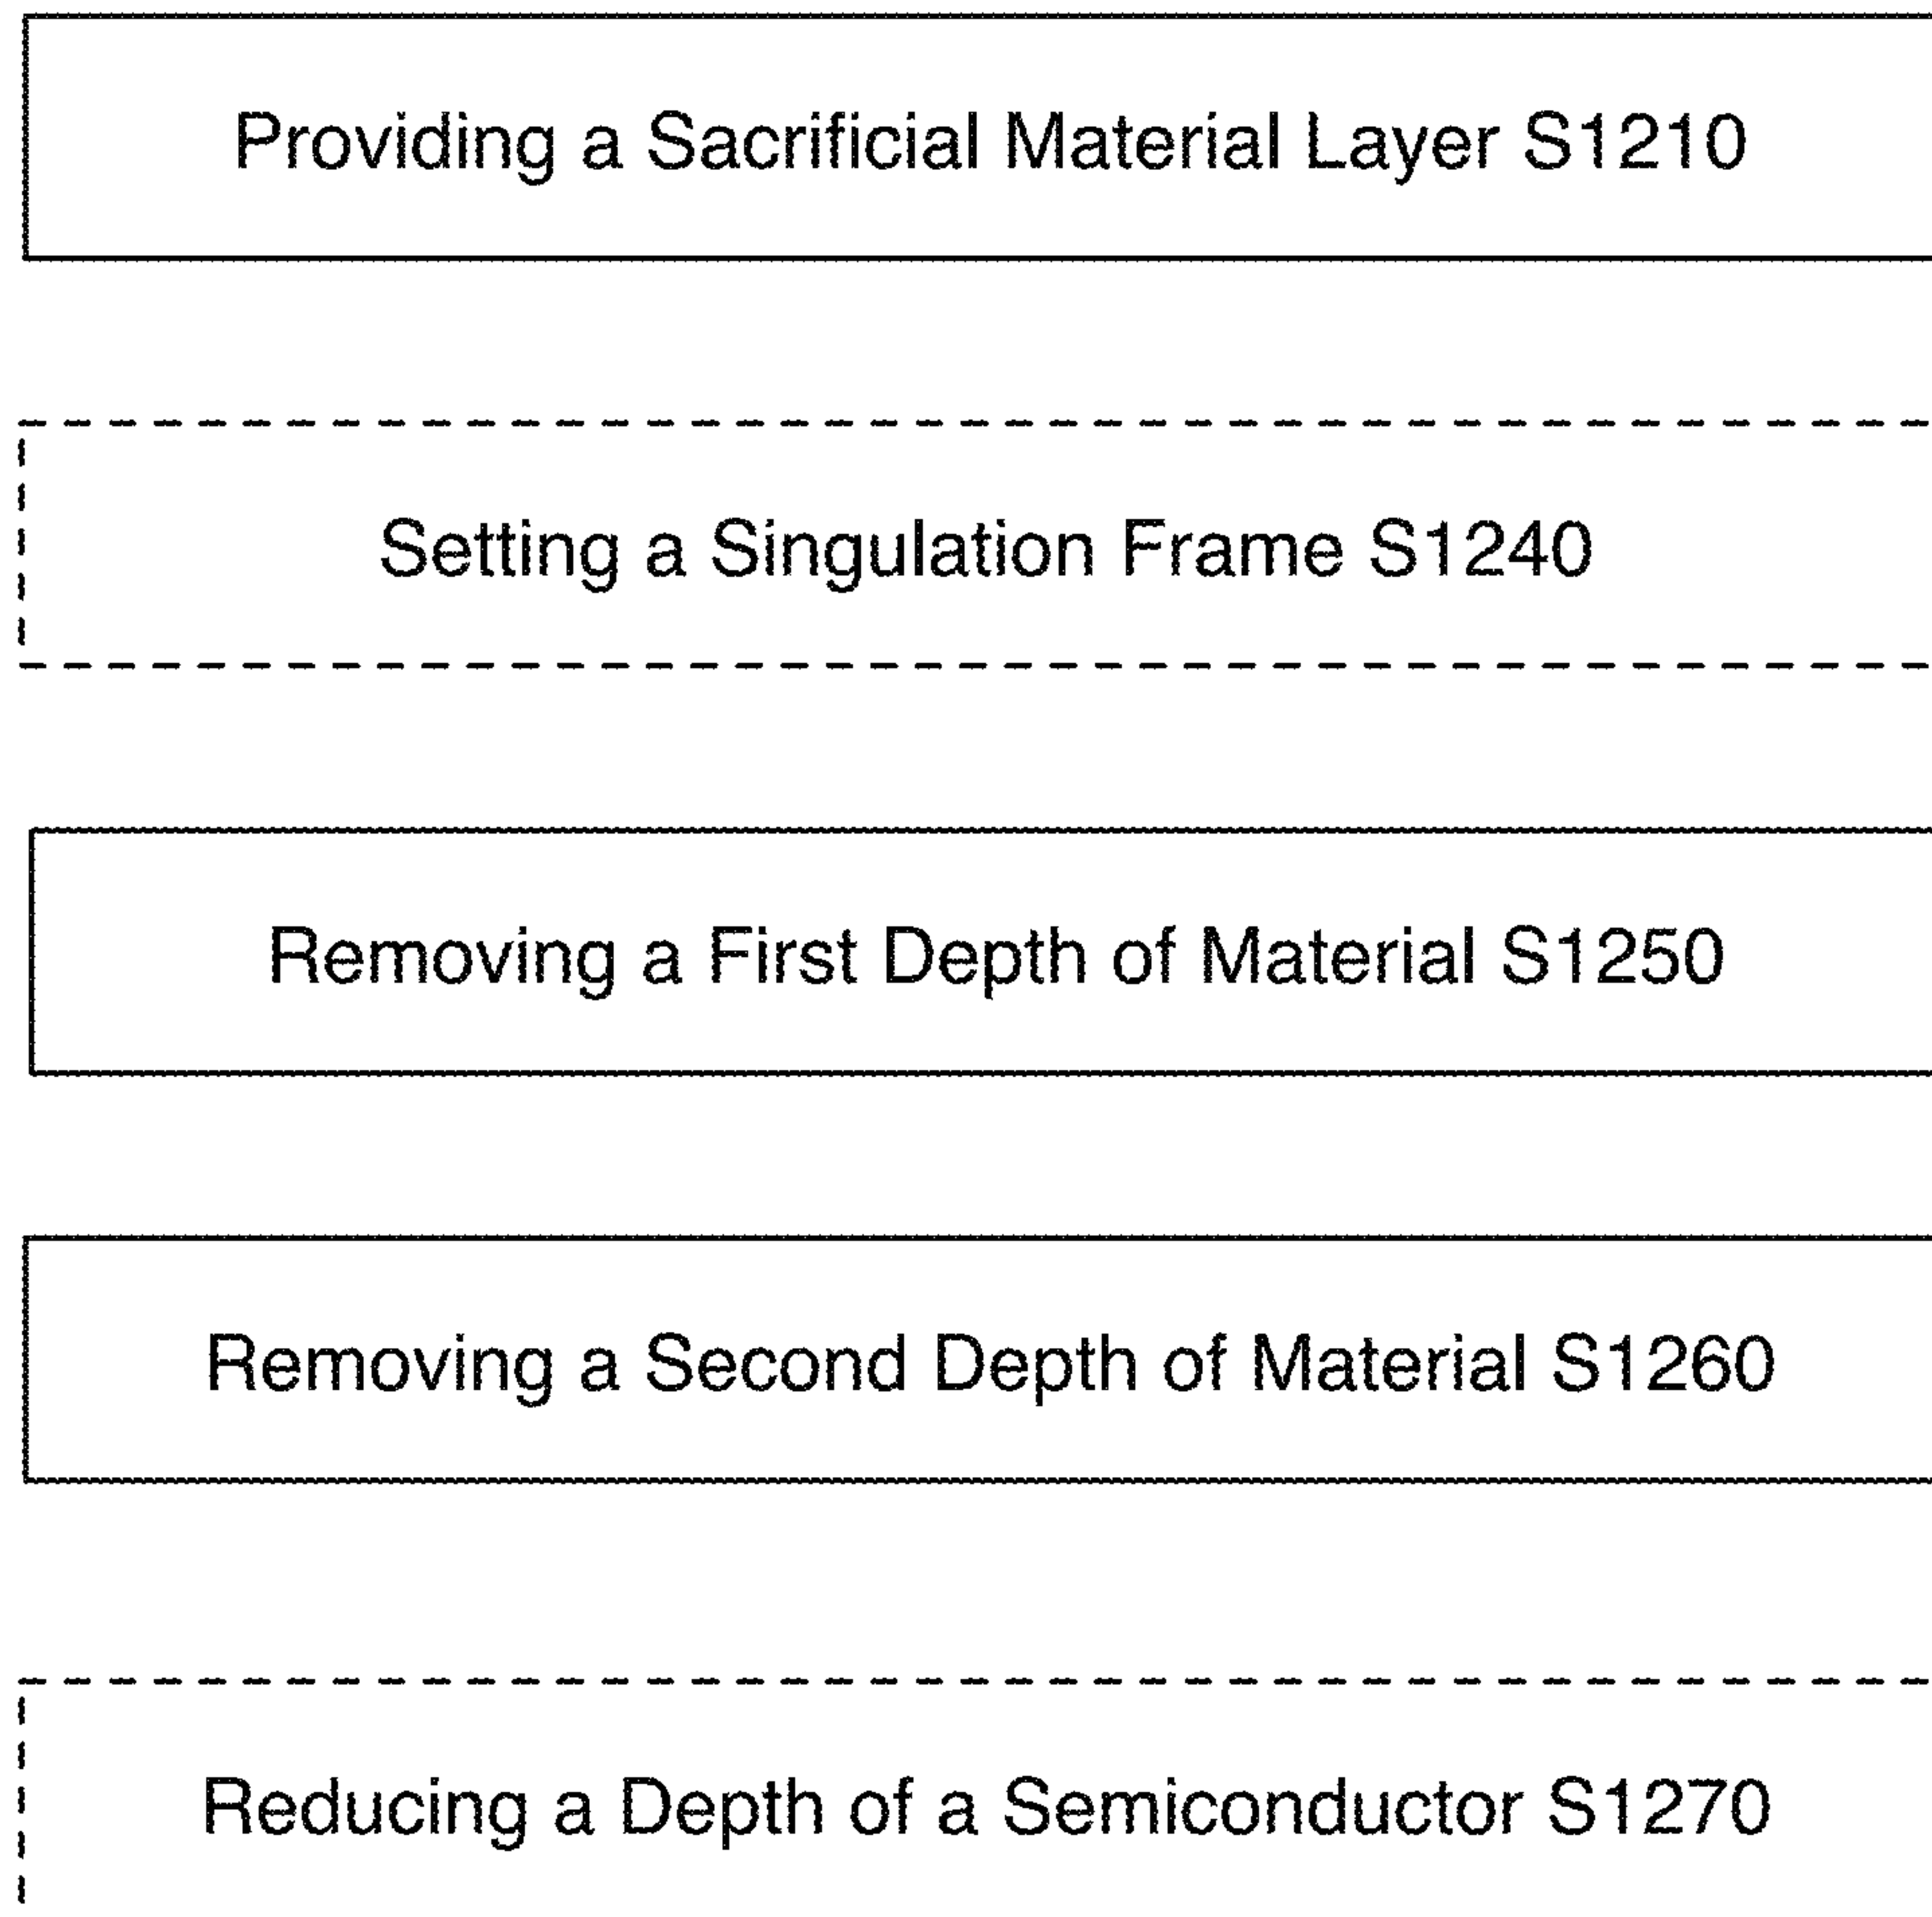 Providing a Sacrificial Material Layer S1210
Setting a Singulation Frame S1240
Removing a First Depth of Material S1250
Removing a Second Depth of Material S1260
Reducing a Depth of a Semiconductor S1270